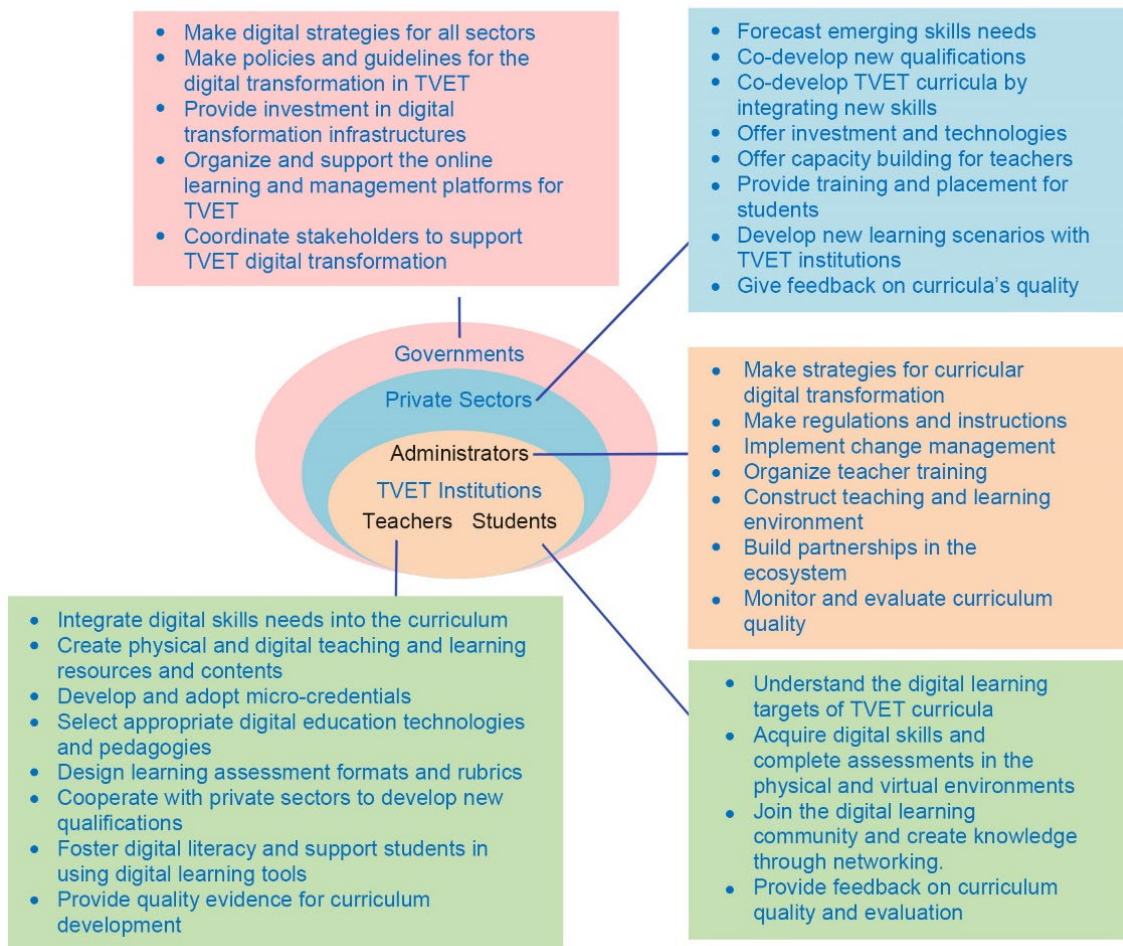 • Make digital strategies for all sectors
• Make policies and guidelines for the
digital transformation in TVET
• Provide investment in digital
transformation infrastructures
• Organize and support the online
learning and management platforms for
TVET
• Coordinate stakeholders to support
TVET digital transformation
• Forecast emerging skills needs
• Co-develop new qualifications
• Co-develop TVET curricula by
integrating new skills
• Offer investment and technologies
• Offer capacity building for teachers
• Provide training and placement for
students
• Develop new learning scenarios with
TVET institutions
• Give feedback on curricula’s quality
Governments
Private Sectors
Administrators
TVET Institutions
Teachers Students
• Make strategies for curricular
digital transformation
• Make regulations and instructions
• Implement change management
• Organize teacher training
• Construct teaching and learning
environment
• Build partnerships in the
ecosystem
• Monitor and evaluate curriculum
quality
• Integrate digital skills needs into the curriculum
• Create physical and digital teaching and learning
resources and contents
• Develop and adopt micro-credentials
• Select appropriate digital education technologies
and pedagogies
• Design learning assessment formats and rubrics
• Cooperate with private sectors to develop new
qualifications
• Foster digital literacy and support students in
using digital learning tools
• Provide quality evidence for curriculum
development
• Understand the digital learning
targets of TVET curricula
• Acquire digital skills and
complete assessments in the
physical and virtual environments
• Join the digital learning
community and create knowledge
through networking.
• Provide feedback on curriculum
quality and evaluation